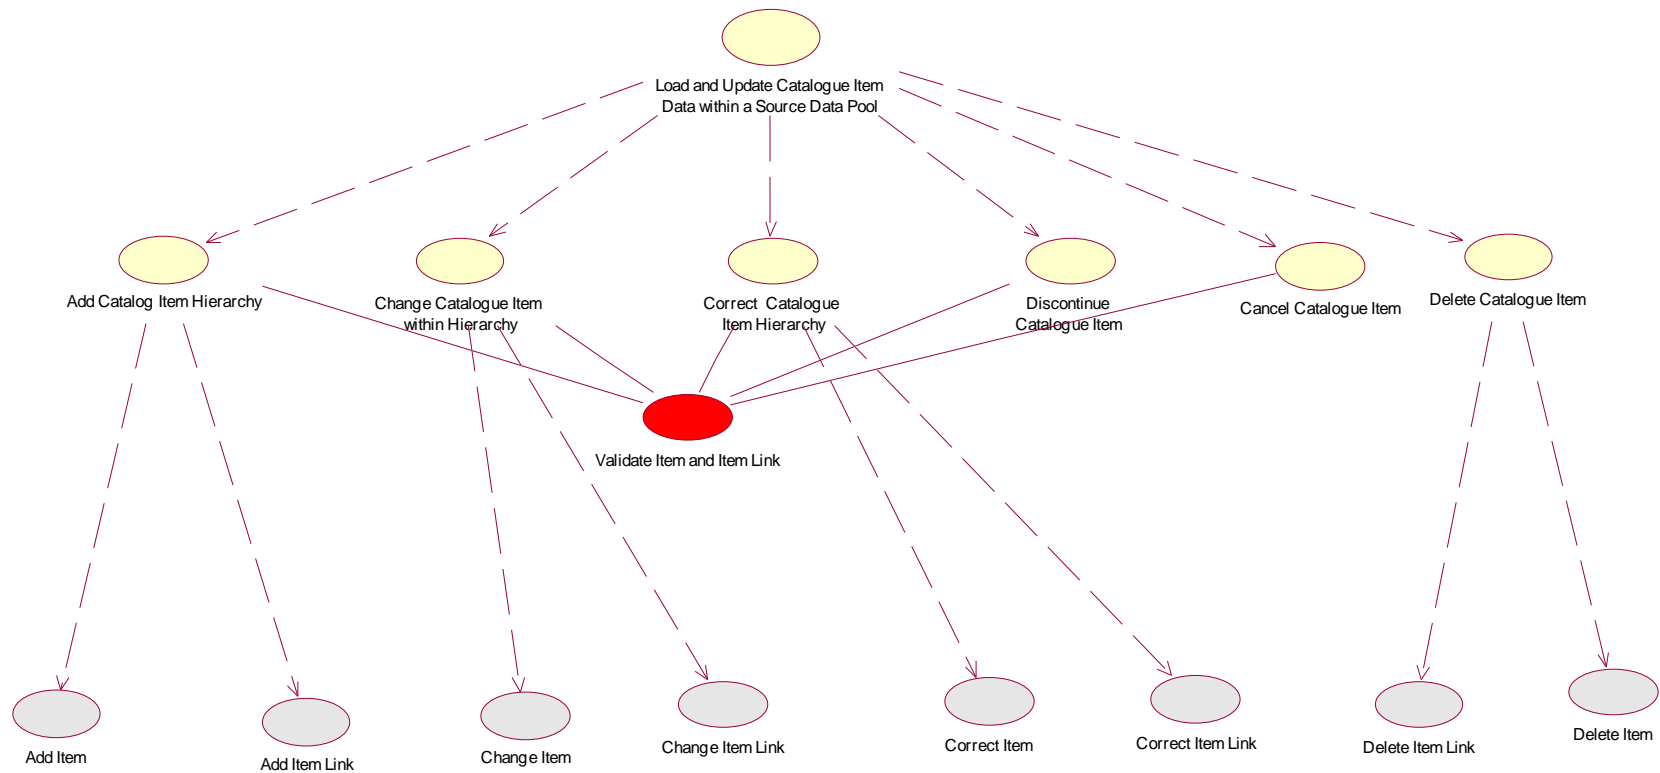 Load and Update Catalogue Item
Data within a Source Data Pool
Add Catalog Item Hierarchy
Change Catalogue Item
within Hierarchy
Correct Catalogue
Item Hierarchy
Discontinue
Catalogue Item
Cancel Catalogue Item
Delete Catalogue Item
Validate Item and Item Link
Add Item
Add Item Link
Change Item
Change Item Link
Correct Item
Correct Item Link
Delete Item Link
Delete Item